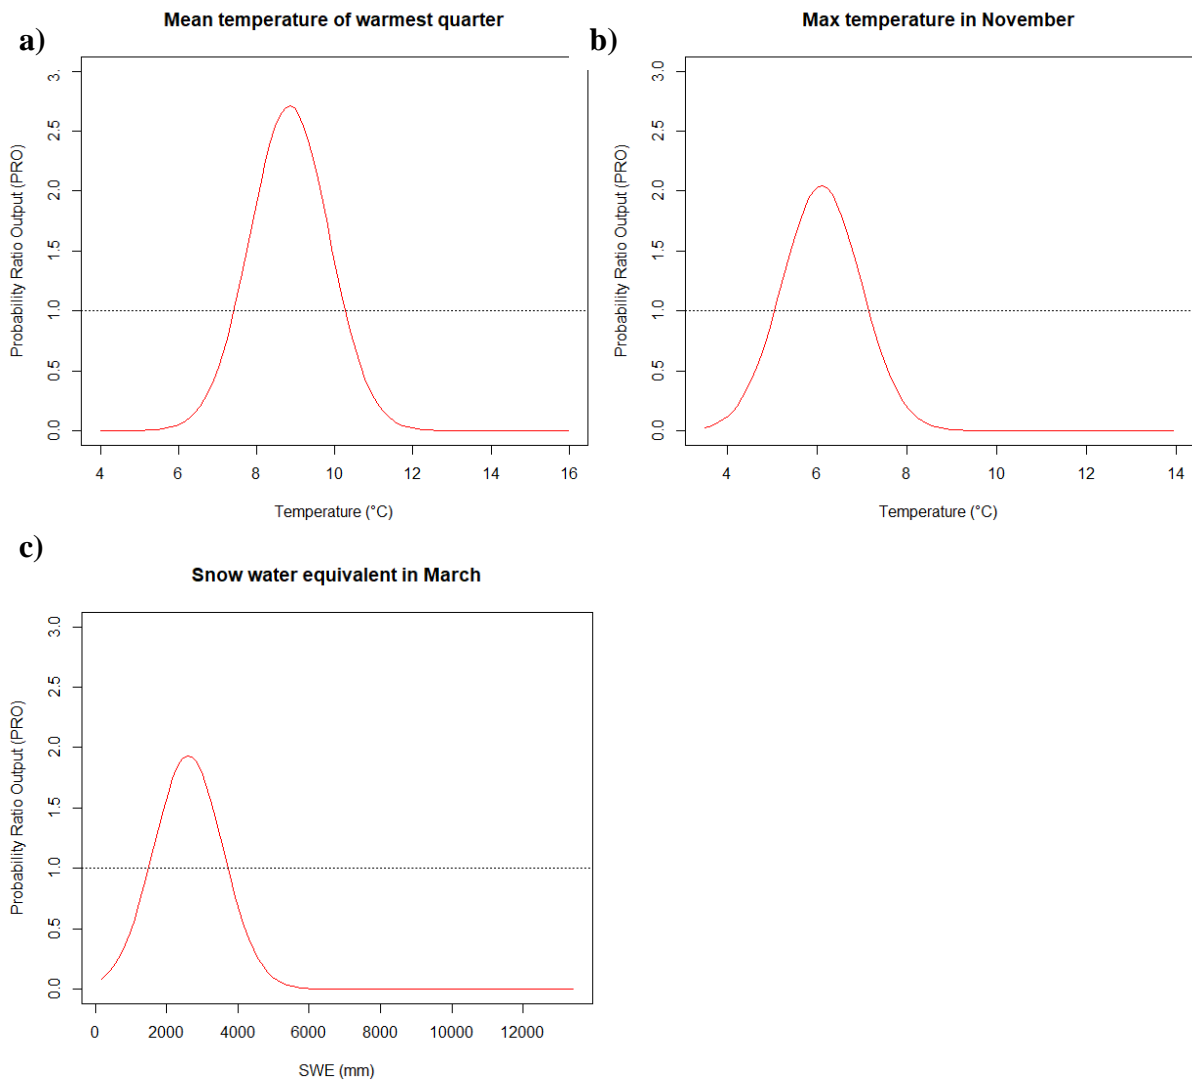 a)
Mean temperature of warmest quarter
Probability Ratio Output (PRO)
3.
2.5
2.0
1.5
1.0
0.5
0.0
4 6 8 10 12 14 16
Temperature (°C)
b)
Max temperature in November
Probability Ratio Output (PRO)
3.0
2.5
2.0
1.5
1.0
0.5
0.0
4 6 8 10 12 14
Temperature (°C)
c)
Snow water equivalent in March
Probability Ratio Output (PRO)
3.0
2.5
2.0
1.5
1.0
0.5
0.0
0 2000 4000 6000 8000 10000 12000
SWE (mm)